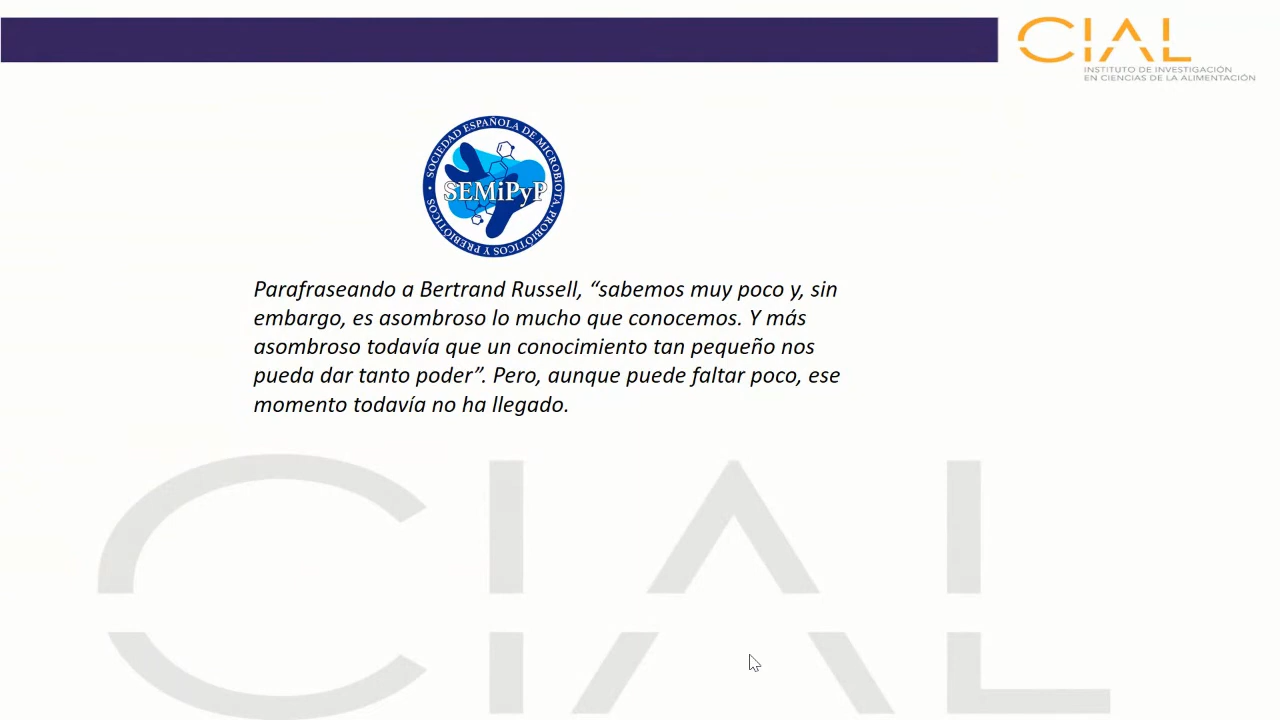 CIAL
INSTITUTO DE INVESTIGACIÓN
EN CIENCIAS DE LA ALIMENTACIÓN
SOCIEDAD ESPAÑOLA DE MICROBIOTA, PROBIÓTICOS Y PREBIÓTICOS
SEMiPyP
Parafraseando a Bertrand Russell, “sabemos muy poco y, sin
embargo, es asombroso lo mucho que conocemos. Y más
asombroso todavía que un conocimiento tan pequeño nos
pueda dar tanto poder”. Pero, aunque puede faltar poco, ese
momento todavía no ha llegado.
CIAL